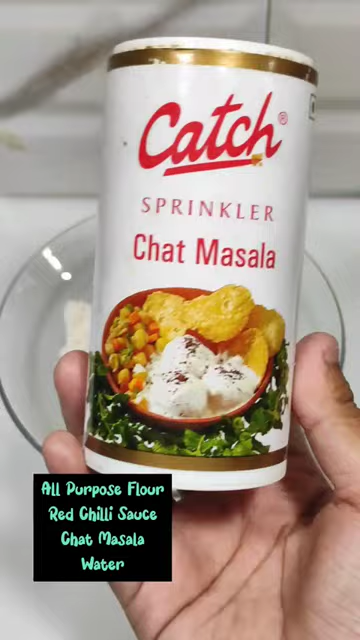 Catch®
SPRINKLER
Chat Masala
All Purpose Flour
Red Chilli Sauce
Chat Masala
Water